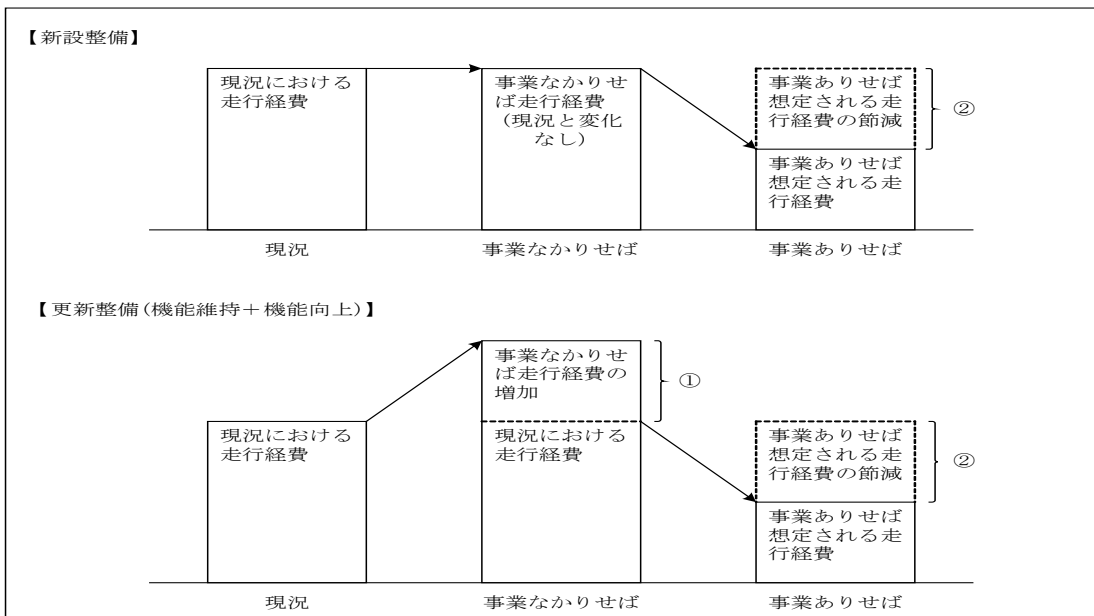 【新設整備】
現況における
走行経費
事業なかりせ
ば走行経費
（現況と変化
なし）
事業ありせば
想定される走
行経費の節減
②
事業ありせば
想定される走
行経費
現況
事業なかりせば
事業ありせば
【更新整備(機能維持＋機能向上)】
事業なかりせ
ば走行経費の
増加
①
現況における
走行経費
現況における
走行経費
事業ありせば
想定される走
行経費の節減
②
事業ありせば
想定される走
行経費
現況
事業なかりせば
事業ありせば